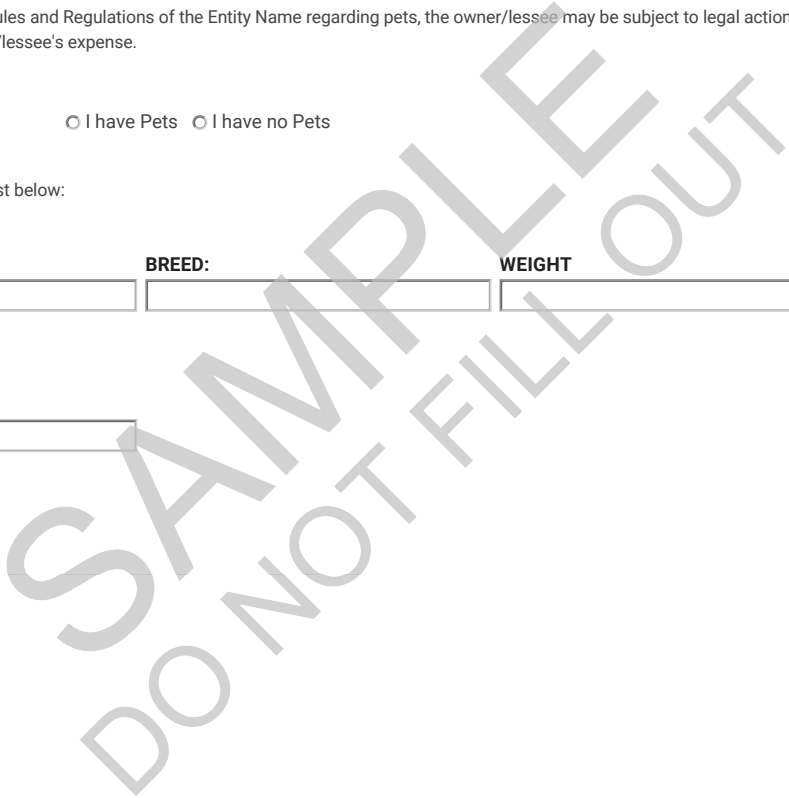 ules and Regulations of the Entity Name regarding pets, the owner/lessee may be subject to legal action
/lessee's expense.
I have Pets I have no Pets
st below:
BREED: WEIGHT
SAMPLE
DO NOT FILL OUT